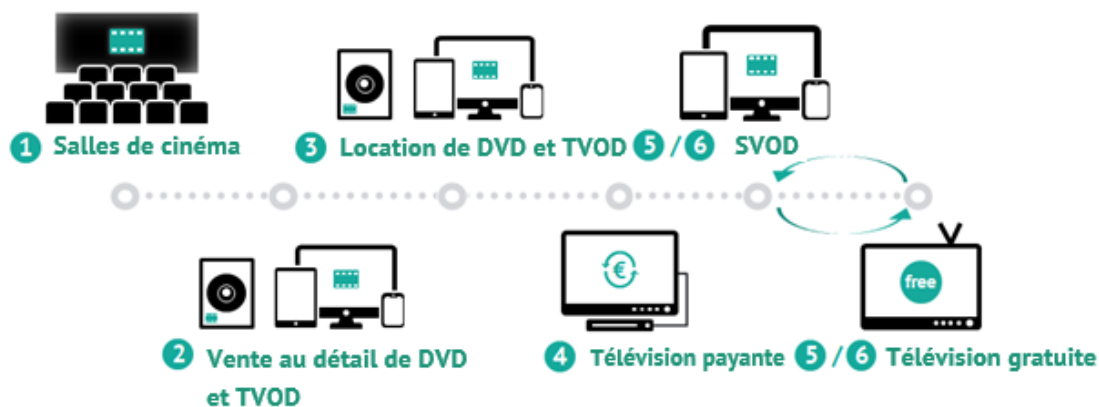 1 Salles de cinéma
3 Location de DVD et TVOD
5 / 6 SVOD
2 Vente au détail de DVD
et TVOD
€
4 Télévision payante
free
5 / 6 Télévision gratuite